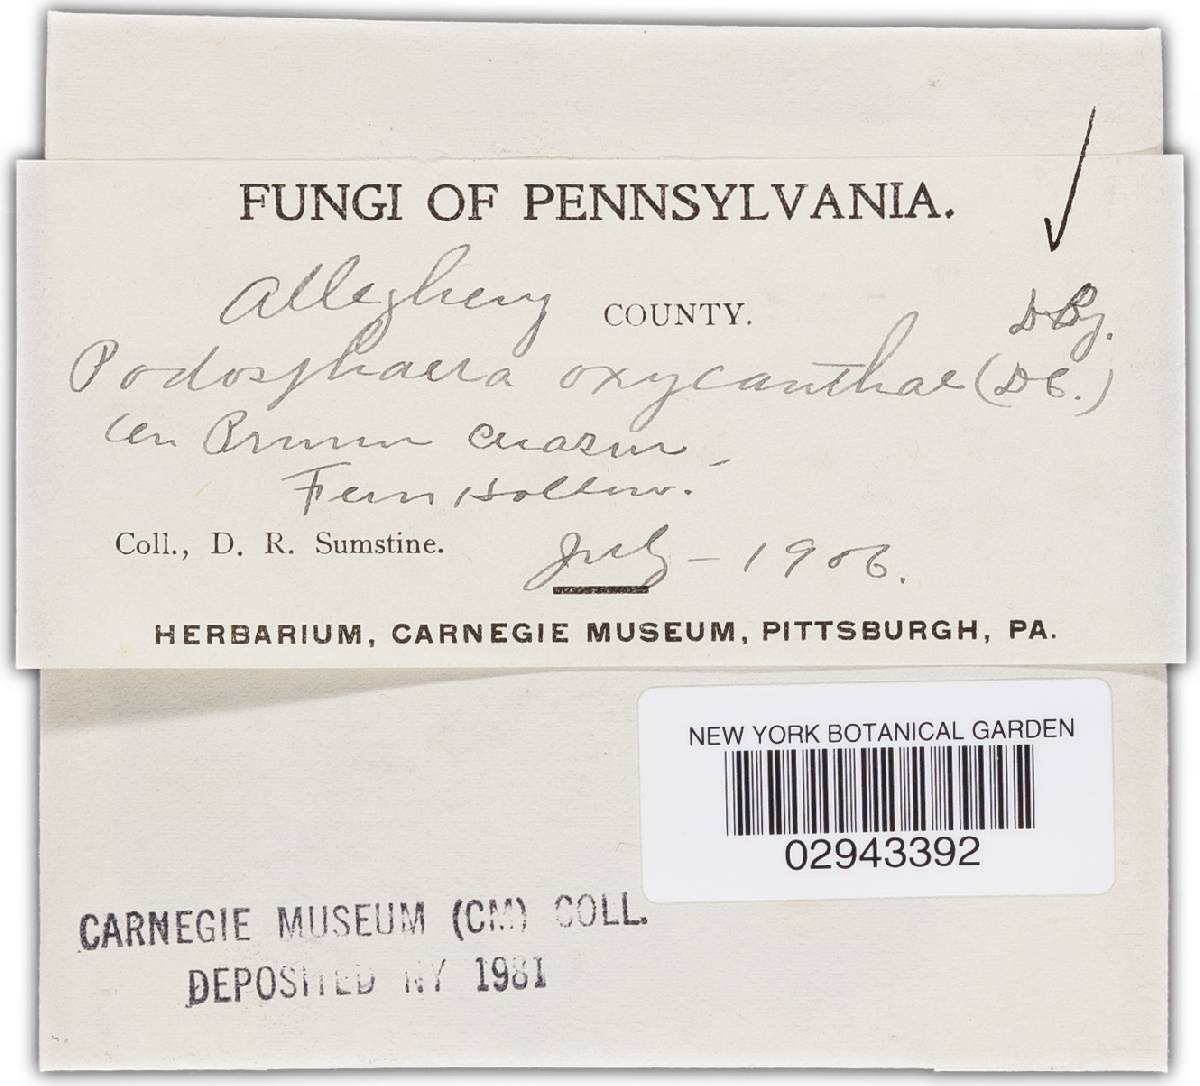 FUNGI OF PENNSYLVANIA.
Allegheny COUNTY.
DBy.
Podosphaera oxycanthae (DC.)
on Prunus cerasus
Fern Hollow.
Coll., D. R. Sumstine. July - 1906.
HERBARIUM, CARNEGIE MUSEUM, PITTSBURGH, PA.
NEW YORK BOTANICAL GARDEN
02943392
CARNEGIE MUSEUM (CM) COLL.
DEPOSITED NY 1981